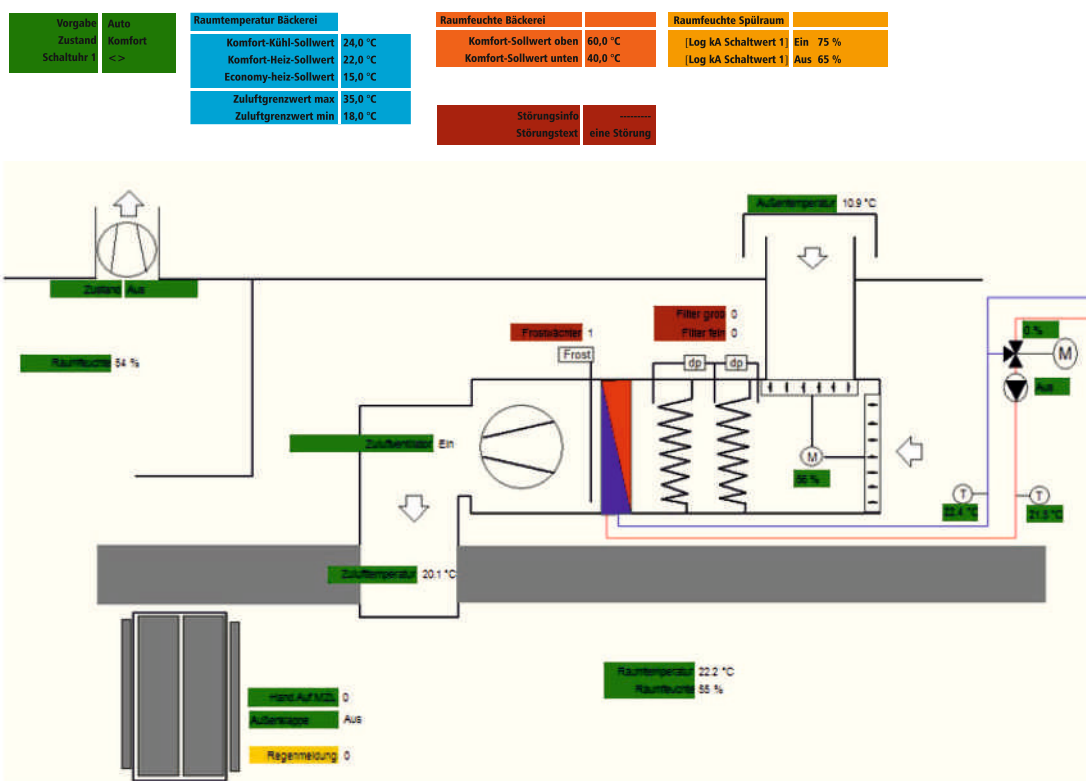 Vorgabe Auto
Zustand Komfort
Schaltuhr 1 <>
Raumtemperatur Bäckerei
Komfort-Kühl-Sollwert 24,0 °C
Komfort-Heiz-Sollwert 22,0 °C
Economy-heiz-Sollwert 15,0 °C
Zuluftgrenzwert max 35,0 °C
Zuluftgrenzwert min 18,0 °C
Raumfeuchte Bäckerei
Komfort-Sollwert oben 60,0 °C
Komfort-Sollwert unten 40,0 °C
Raumfeuchte Spülraum
[Log kA Schaltwert 1] Ein 75 %
[Log kA Schaltwert 1] Aus 65 %
Störungsinfo ---------
Störungstext eine Störung
Außentemperatur 10.9 °C
Zustand Aus
Filter grob 0
Filter fein 0
Frostwächter 1
Frost
dp
dp
0 %
M
Aus
Raumfeuchte 54 %
Zuluftventilator Ein
M
56 %
T
22.4 °C
T
21.5 °C
Zulufttemperatur 20.1 °C
Raumtemperatur 22.2 °C
Raumfeuchte 55 %
Hand Auf MZL 0
Außenklappe Aus
Regenmeldung 0